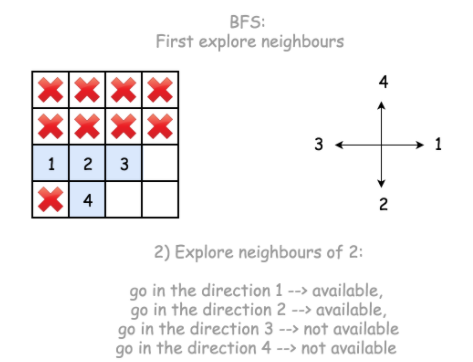 BFS:
First explore neighbours
4
3 1
1 2 3
4
2
2) Explore neighbours of 2:
go in the direction 1 --> available,
go in the direction 2 --> available,
go in the direction 3 --> not available
go in the direction 4 --> not available